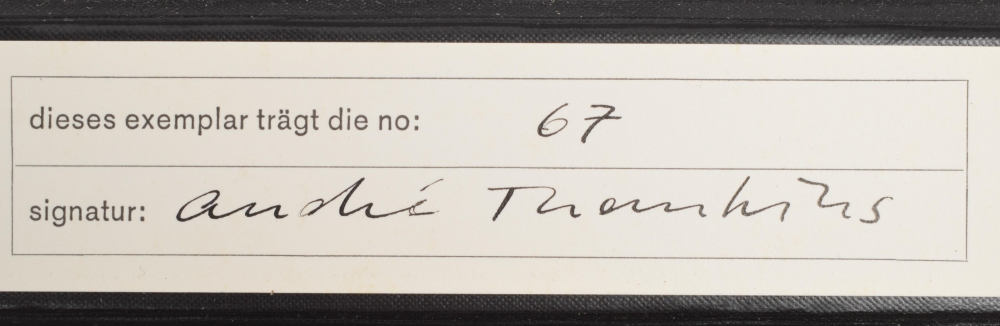 dieses exemplar trägt die no: 67
signatur: andré Thomkins